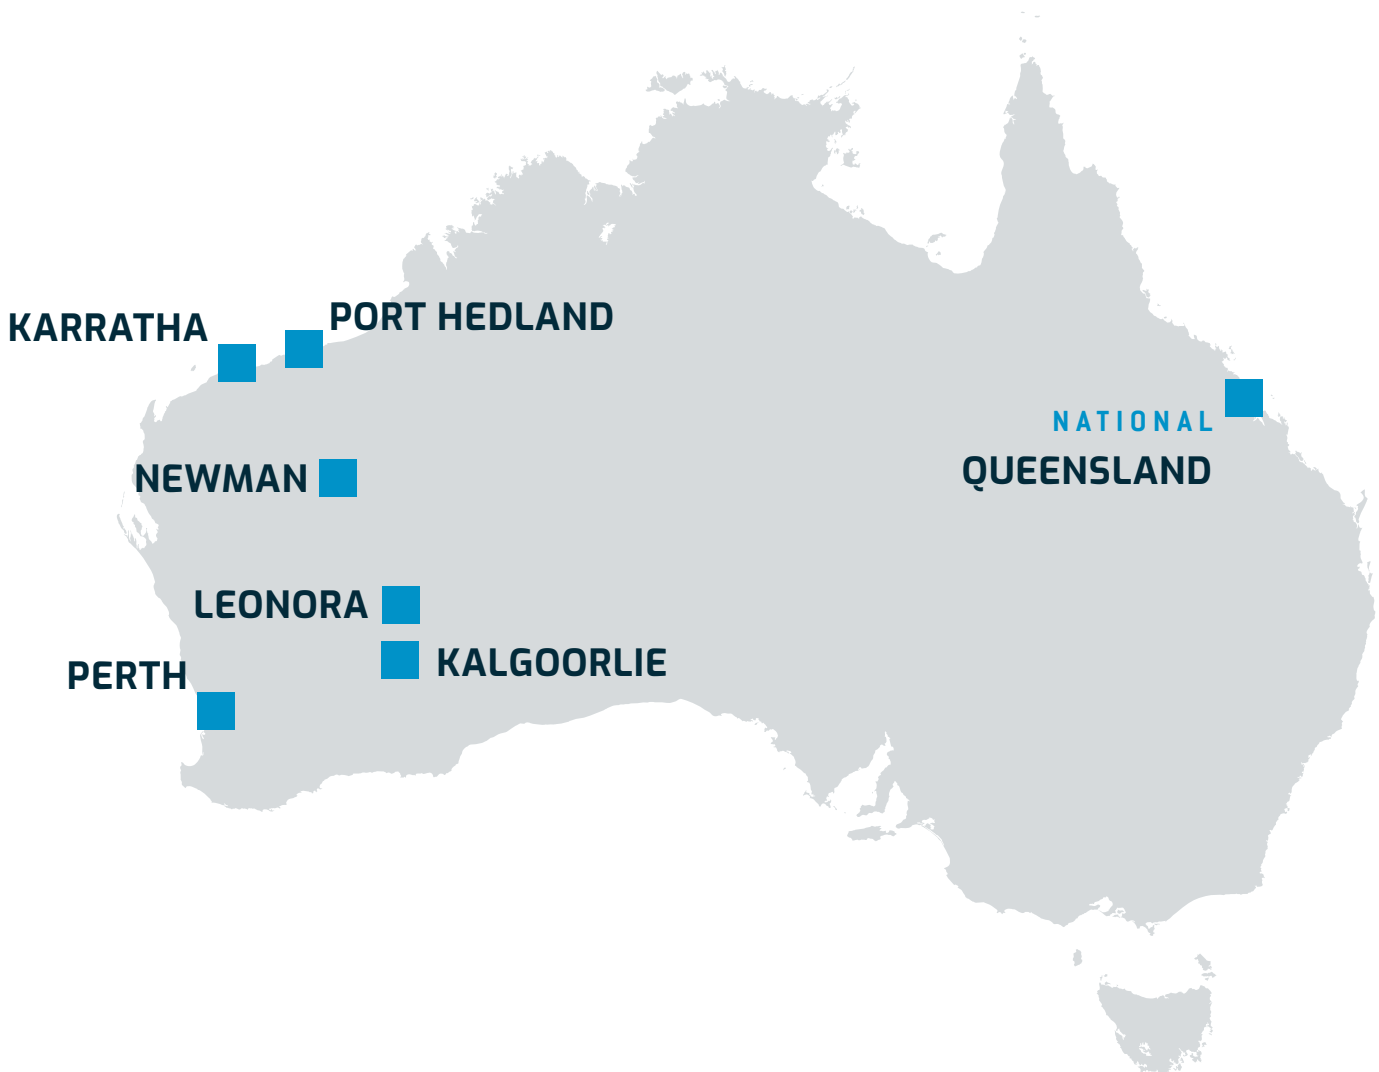 PORT HEDLAND
KARRATHA
NATIONAL
QUEENSLAND
NEWMAN
LEONORA
KALGOORLIE
PERTH